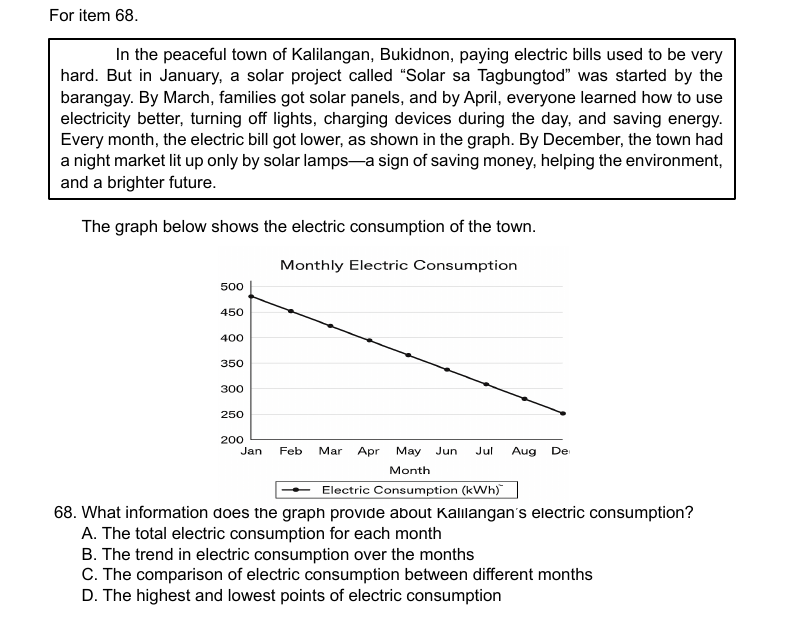 For item 68.
In the peaceful town of Kalilangan, Bukidnon, paying electric bills used to be very
hard. But in January, a solar project called “Solar sa Tagbungtod” was started by the
barangay. By March, families got solar panels, and by April, everyone learned how to use
electricity better, turning off lights, charging devices during the day, and saving energy.
Every month, the electric bill got lower, as shown in the graph. By December, the town had
a night market lit up only by solar lamps—a sign of saving money, helping the environment,
and a brighter future.
The graph below shows the electric consumption of the town.
Monthly Electric Consumption
500
450
400
350
300
250
200
Jan Feb Mar Apr May Jun Jul Aug De
Month
Electric Consumption (kWh)
68. What information does the graph provide about Kalilangan's electric consumption?
A. The total electric consumption for each month
B. The trend in electric consumption over the months
C. The comparison of electric consumption between different months
D. The highest and lowest points of electric consumption